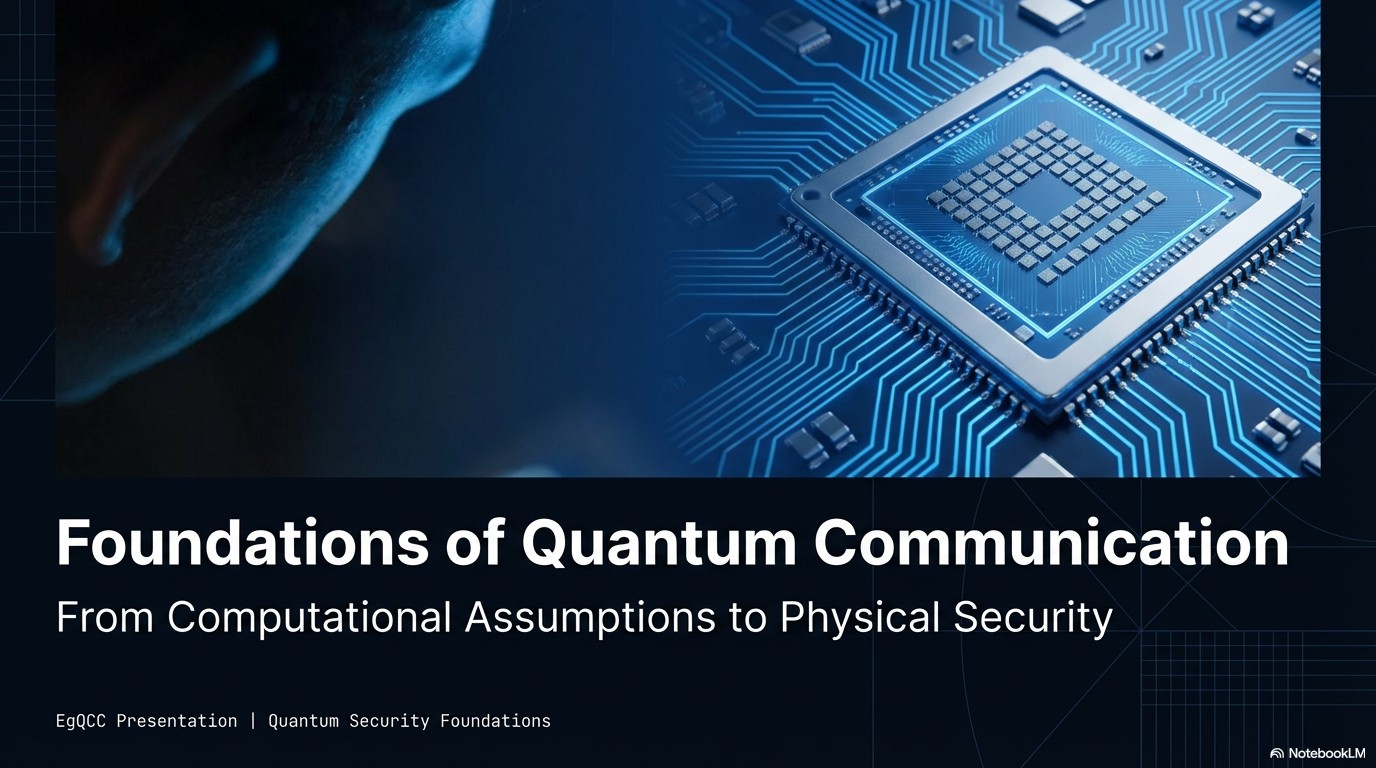 Foundations of Quantum Communication
From Computational Assumptions to Physical Security
EgQCC Presentation | Quantum Security Foundations
NotebookLM